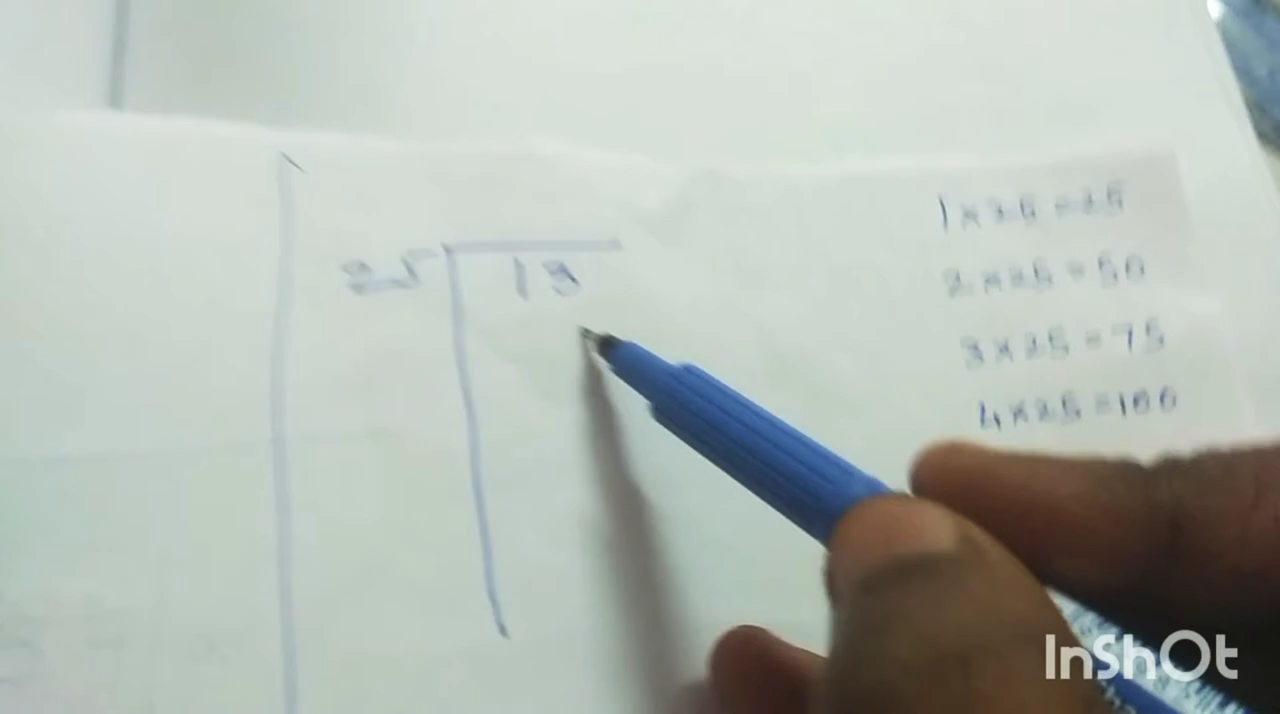 25 13
1 x 25 = 25
2 x 25 = 50
3 x 25 = 75
4 x 25 = 100
InShOt